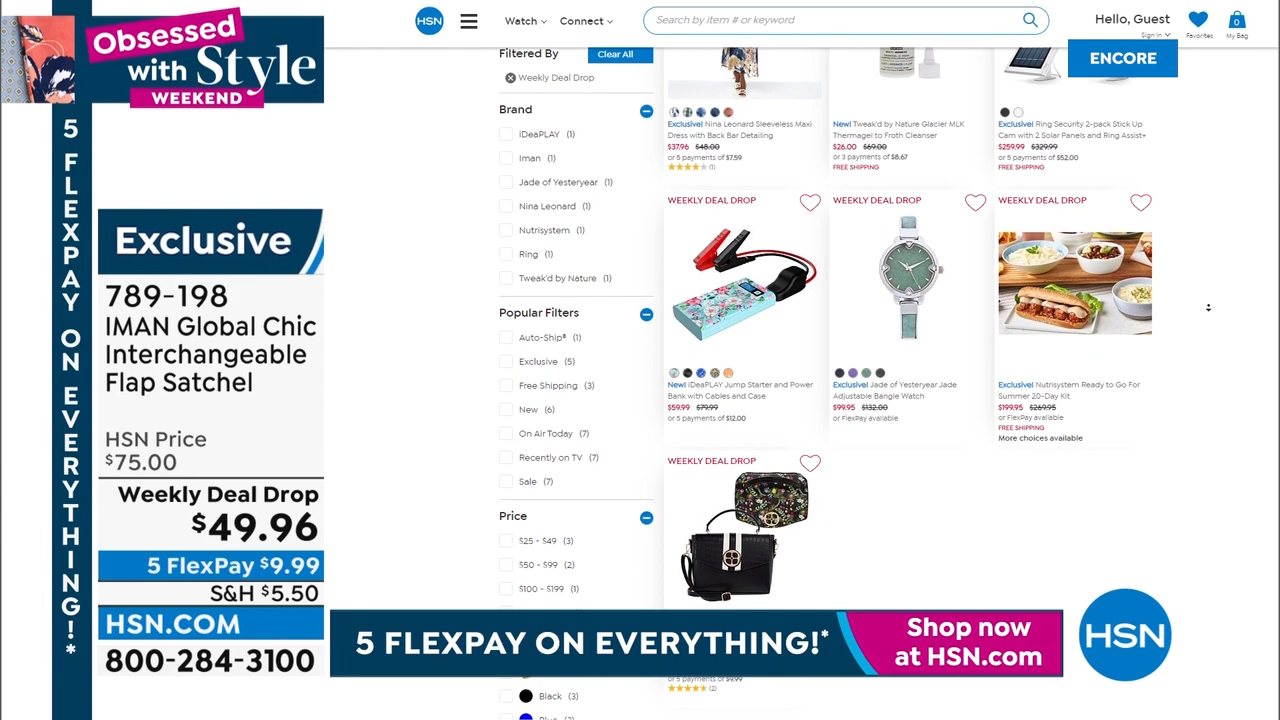 Obsessed
with Style
WEEKEND
5 FLEXPAY ON EVERYTHING!*
Exclusive
789-198
IMAN Global Chic
Interchangeable
Flap Satchel
HSN Price
$75.00
Weekly Deal Drop
$49.96
5 FlexPay $9.99
S&H $5.50
HSN.COM
800-284-3100
HSN
Watch
Connect
Search by item # or keyword
Hello, Guest
Sign in
Favorites
0
My Bag
ENCORE
Filtered By
Clear All
Weekly Deal Drop
Brand
iDeaPLAY (1)
Iman (1)
Jade of Yesteryear (1)
Nina Leonard (1)
Nutrisystem (1)
Ring (1)
Tweak'd by Nature (1)
Popular Filters
Auto-Ship® (1)
Exclusive (5)
Free Shipping (3)
New (6)
On Air Today (7)
Recently on TV (7)
Sale (7)
Price
$25 - $49 (3)
$50 - $99 (2)
$100 - $199 (1)
Black (3)
Exclusive! Nina Leonard Sleeveless Maxi
Dress with Back Bar Detailing
$37.96 $48.00
or 5 payments of $7.59
(1)
New! Tweak'd by Nature Glacier MLK
Thermagel to Froth Cleanser
$26.00 $69.00
or 3 payments of $8.67
FREE SHIPPING
Exclusive! Ring Security 2-pack Stick Up
Cam with 2 Solar Panels and Ring Assist+
$259.99 $329.99
or 5 payments of $52.00
FREE SHIPPING
WEEKLY DEAL DROP
New! iDeaPLAY Jump Starter and Power
Bank with Cables and Case
$59.99 $79.99
or 5 payments of $12.00
WEEKLY DEAL DROP
Exclusive! Jade of Yesteryear Jade
Adjustable Bangle Watch
$99.95 $132.00
or FlexPay available
WEEKLY DEAL DROP
Exclusive! Nutrisystem Ready to Go For
Summer 20-Day Kit
$199.95 $269.95
or FlexPay available
FREE SHIPPING
More choices available
WEEKLY DEAL DROP
or 5 payments of $9.99
(2)
5 FLEXPAY ON EVERYTHING!*
Shop now
at HSN.com
HSN